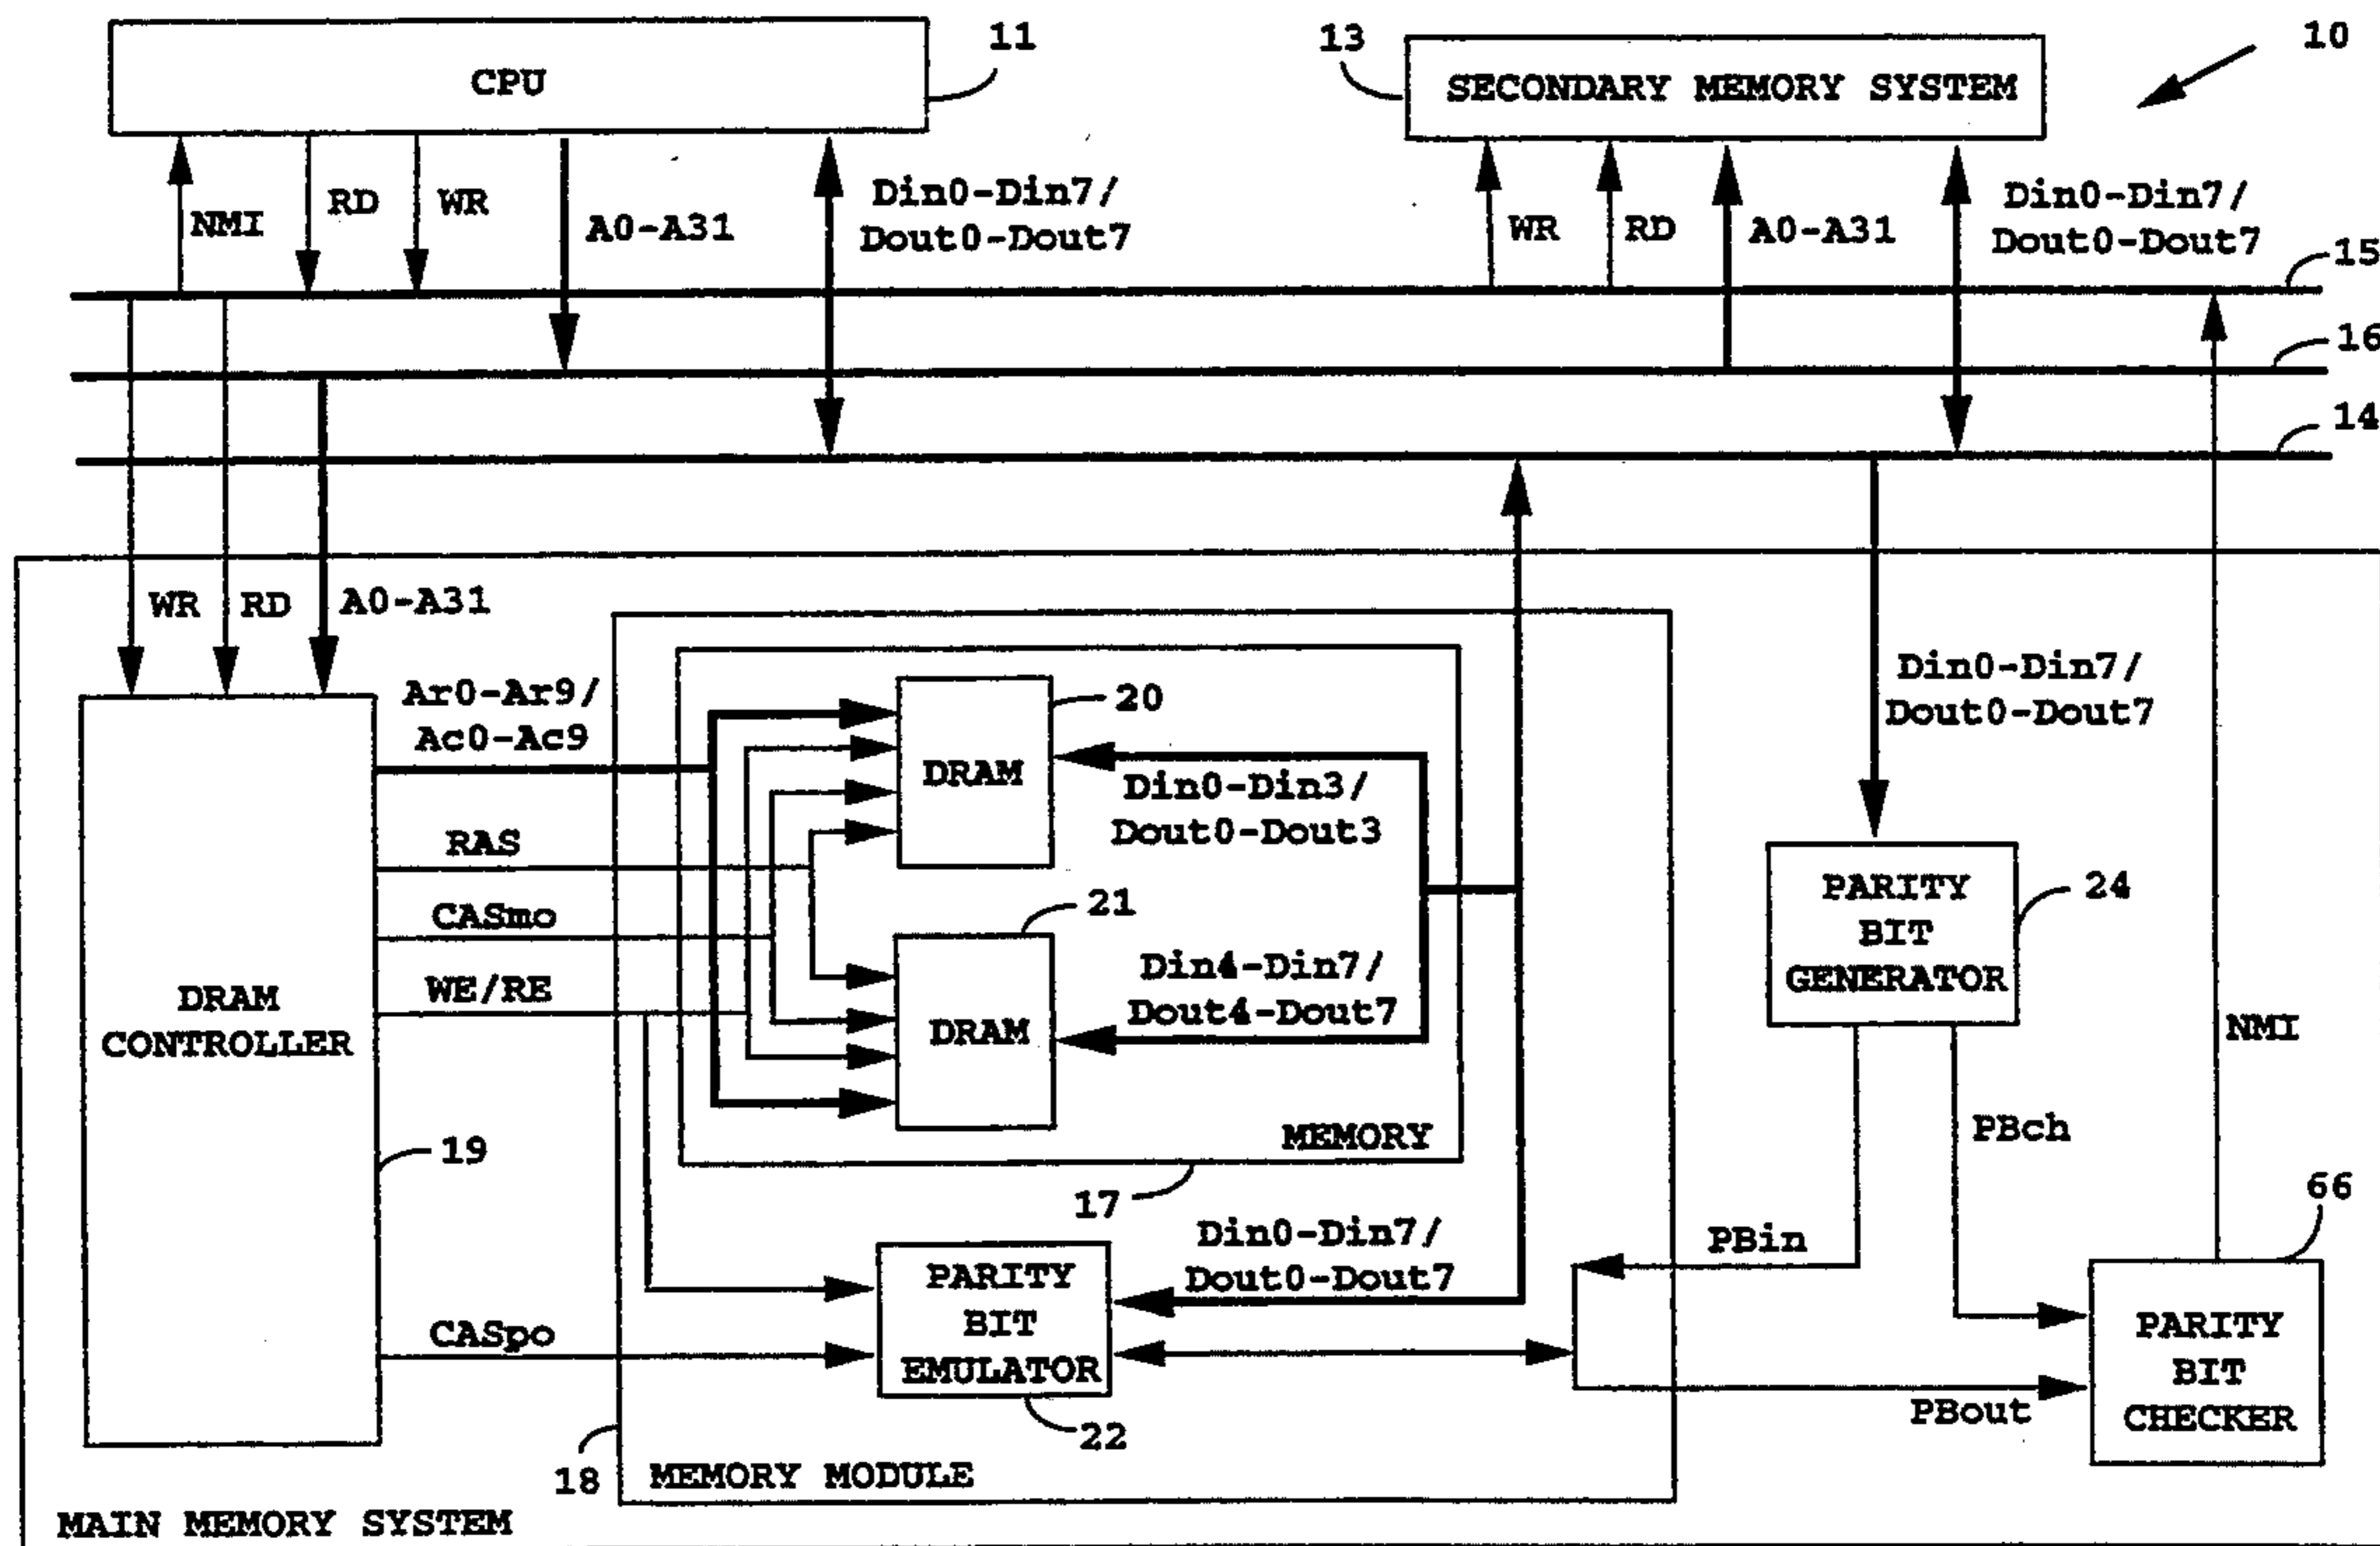 11
13
10
CPU
SECONDARY MEMORY SYSTEM
NMI
RD
WR
A0-A31
Din0-Din7/
Dout0-Dout7
WR
RD
A0-A31
Din0-Din7/
Dout0-Dout7
15
16
14
WR
RD
A0-A31
Ar0-Ar9/
Ac0-Ac9
20
DRAM
Din0-Din3/
Dout0-Dout3
Din0-Din7/
Dout0-Dout7
RAS
CASmo
WE/RE
21
DRAM
Din4-Din7/
Dout4-Dout7
PARITY
BIT
GENERATOR
24
NMI
DRAM
CONTROLLER
19
MEMORY
17
PBch
66
PBin
Din0-Din7/
Dout0-Dout7
PARITY
BIT
EMULATOR
22
CASpo
PARITY
BIT
CHECKER
PBout
18
MEMORY MODULE
MAIN MEMORY SYSTEM